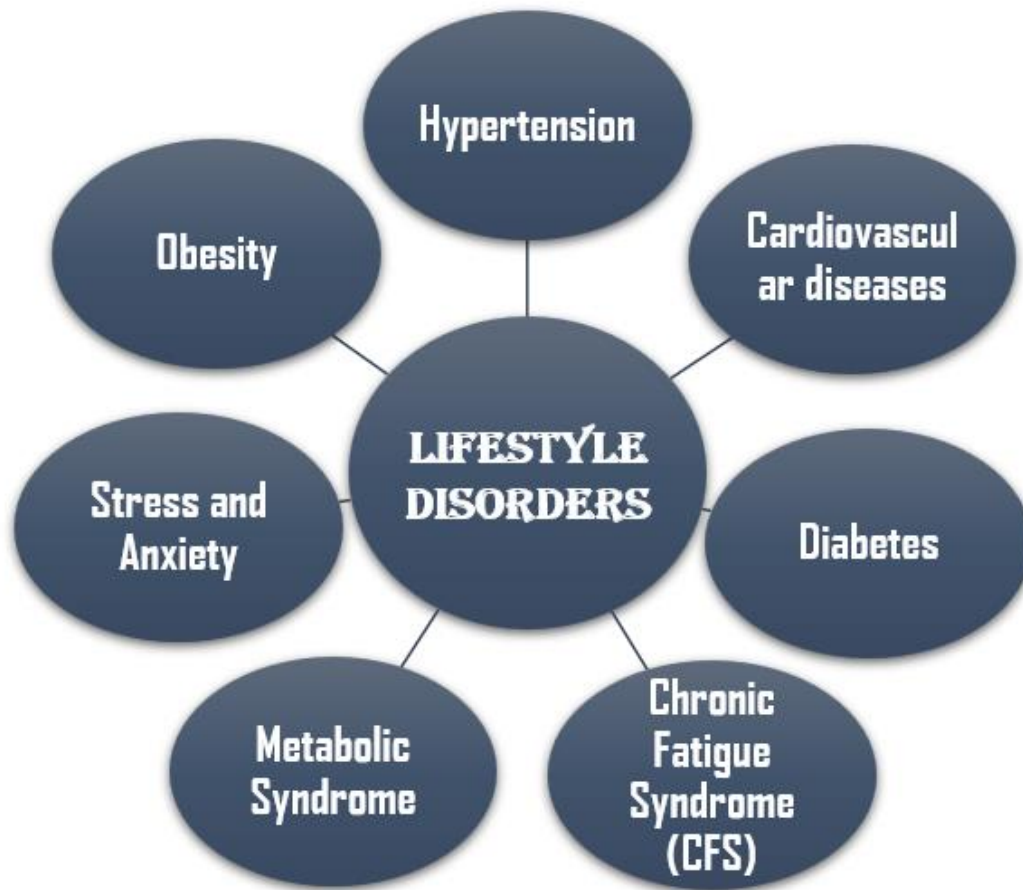 Hypertension
Cardiovascul
ar diseases
Diabetes
Chronic
Fatigue
Syndrome
(CFS)
Metabolic
Syndrome
Stress and
Anxiety
Obesity
LIFESTYLE
DISORDERS